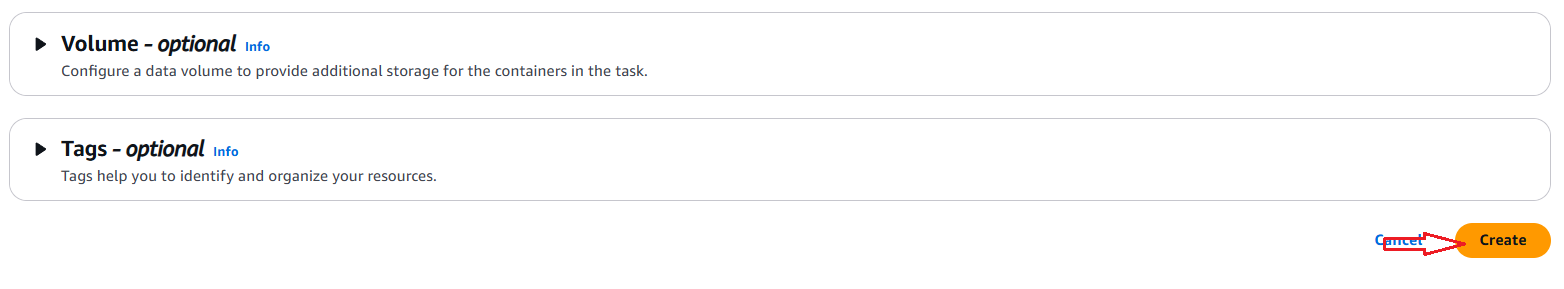 Volume - optional Info
Configure a data volume to provide additional storage for the containers in the task.
Tags - optional Info
Tags help you to identify and organize your resources.
Cancel Create